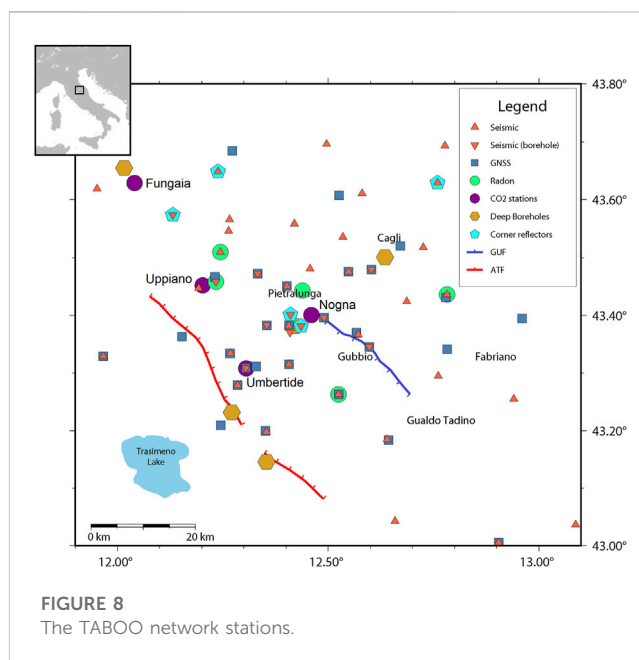 43.80°
Legend
Seismic
Seismic (borehole)
GNSS
Radon
CO2 stations
Deep Boreholes
Corner reflectors
GUF
ATF
Fungaia
43.60°
Cagli
Uppiano
Pietralunga
Nogna
43.40°
Gubbio
Fabriano
Umbertide
Gualdo Tadino
43.20°
Trasimeno
Lake
0 km 20 km
43.00°
12.00° 12.50° 13.00°
FIGURE 8
The TABOO network stations.